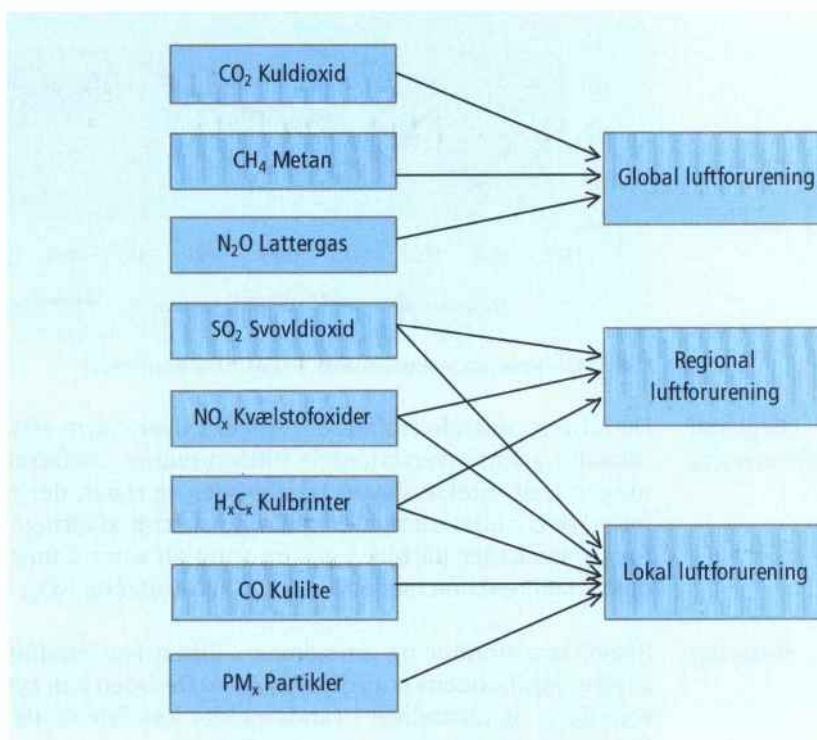 CO₂ Kuldioxid
CH₄ Metan
N₂O Lattergas
SO₂ Svovldioxid
NOₓ Kvælstofoxider
HₓCₓ Kulbrinter
CO Kulilte
PMₓ Partikler
Global luftforurening
Regional
luftforurening
Lokal luftforurening